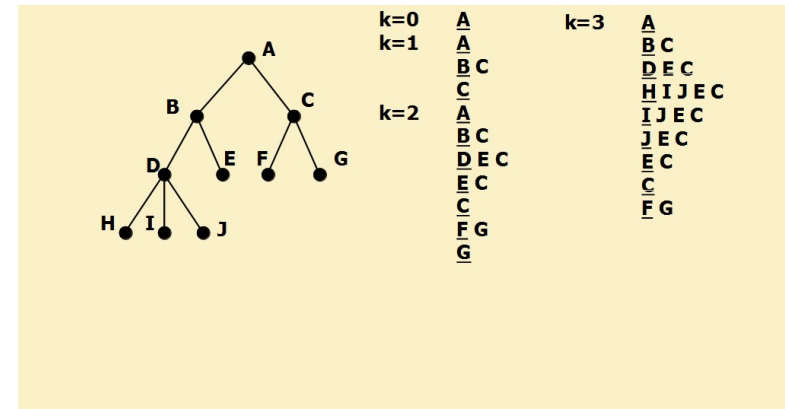 A
B
C
D
E
F
G
H
I
J
k=0 A
k=1 A
B C
C
k=2 A
B C
D E C
E C
C
F G
G
k=3 A
B C
D E C
H I J E C
I J E C
J E C
E C
C
F G